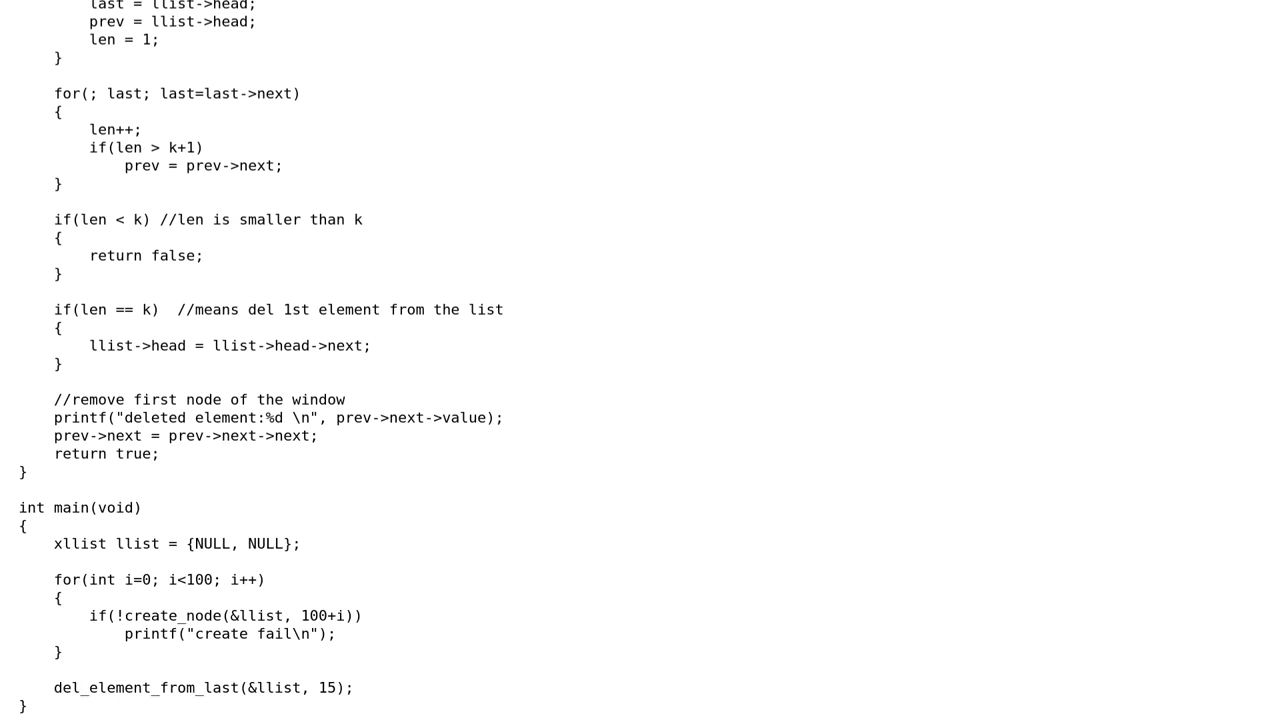 last = llist->head;
        prev = llist->head;
        len = 1;
    }

    for(; last; last=last->next)
    {
        len++;
        if(len > k+1)
            prev = prev->next;
    }

    if(len < k) //len is smaller than k
    {
        return false;
    }

    if(len == k)  //means del 1st element from the list
    {
        llist->head = llist->head->next;
    }

    //remove first node of the window
    printf("deleted element:%d \n", prev->next->value);
    prev->next = prev->next->next;
    return true;
}

int main(void)
{
    xllist llist = {NULL, NULL};

    for(int i=0; i<100; i++)
    {
        if(!create_node(&llist, 100+i))
            printf("create fail\n");
    }

    del_element_from_last(&llist, 15);
}